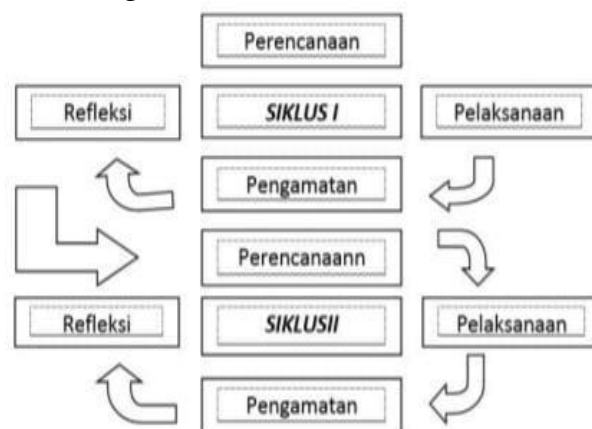 Perencanaan
Refleksi
SIKLUS I
Pelaksanaan
Pengamatan
Perencanaann
Refleksi
SIKLUSII
Pelaksanaan
Pengamatan